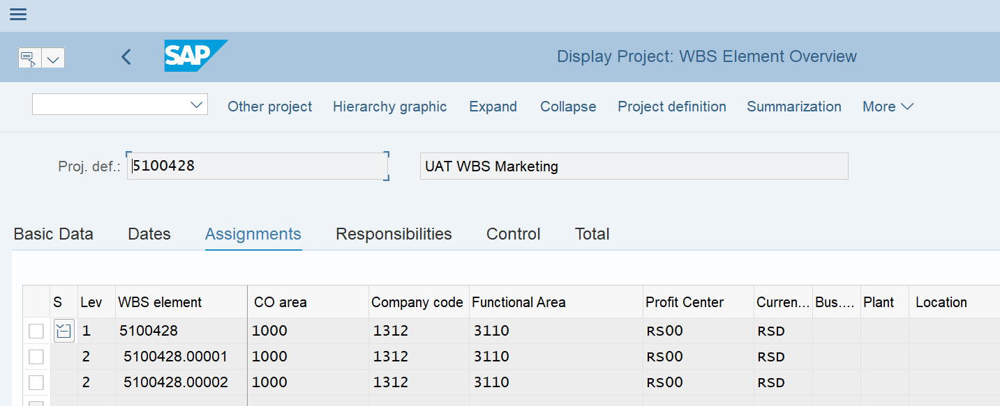 SAP
Display Project: WBS Element Overview
Other project Hierarchy graphic Expand Collapse Project definition Summarization More
Proj. def.: 5100428 UAT WBS Marketing
Basic Data Dates Assignments Responsibilities Control Total
S Lev WBS element CO area Company code Functional Area Profit Center Curren... Bus.... Plant Location
1 5100428 1000 1312 3110 RS00 RSD
2 5100428.00001 1000 1312 3110 RS00 RSD
2 5100428.00002 1000 1312 3110 RS00 RSD